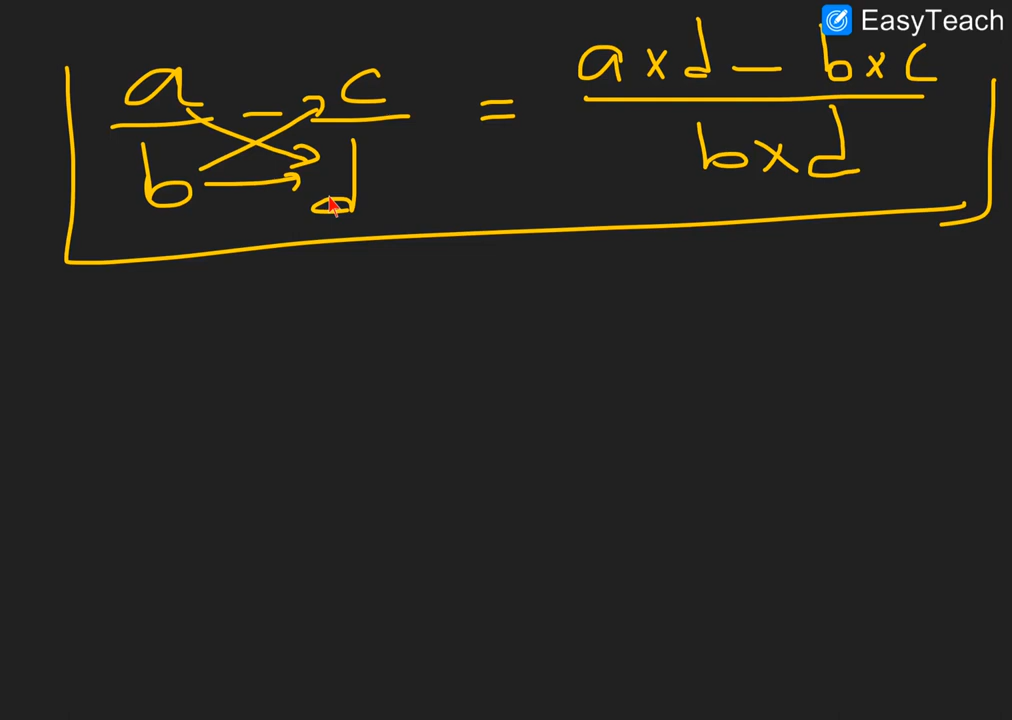 EasyTeach
a/b - c/d = (a x d - b x c)/(b x d)